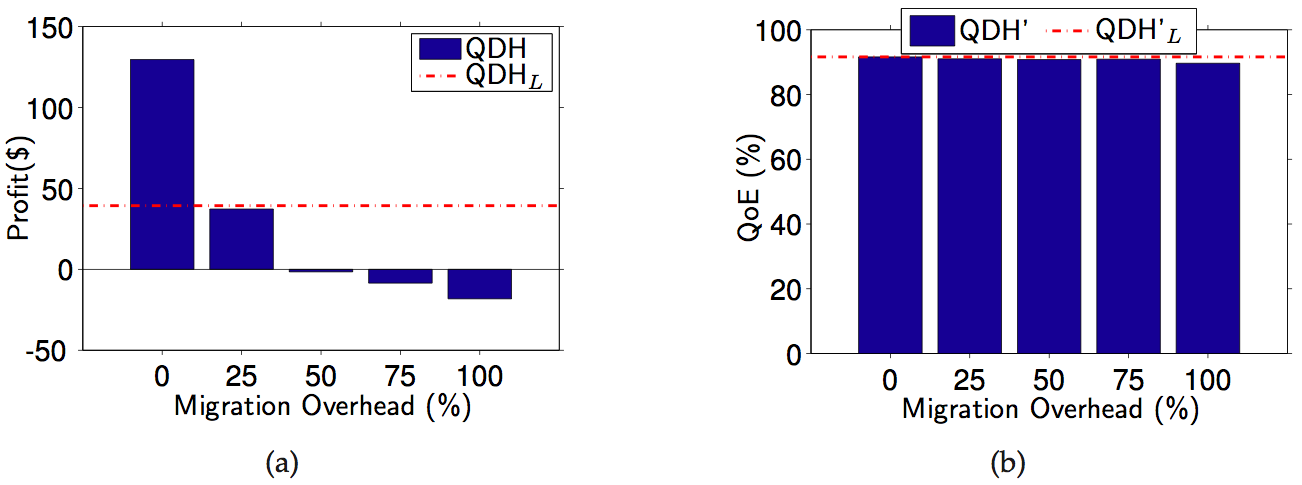 150
100
50
0
-50
Profit($)
QDH
QDH_L
0 25 50 75 100
Migration Overhead (%)
(a)
100
80
60
40
20
0
QoE (%)
QDH' QDH'_L
0 25 50 75 100
Migration Overhead (%)
(b)